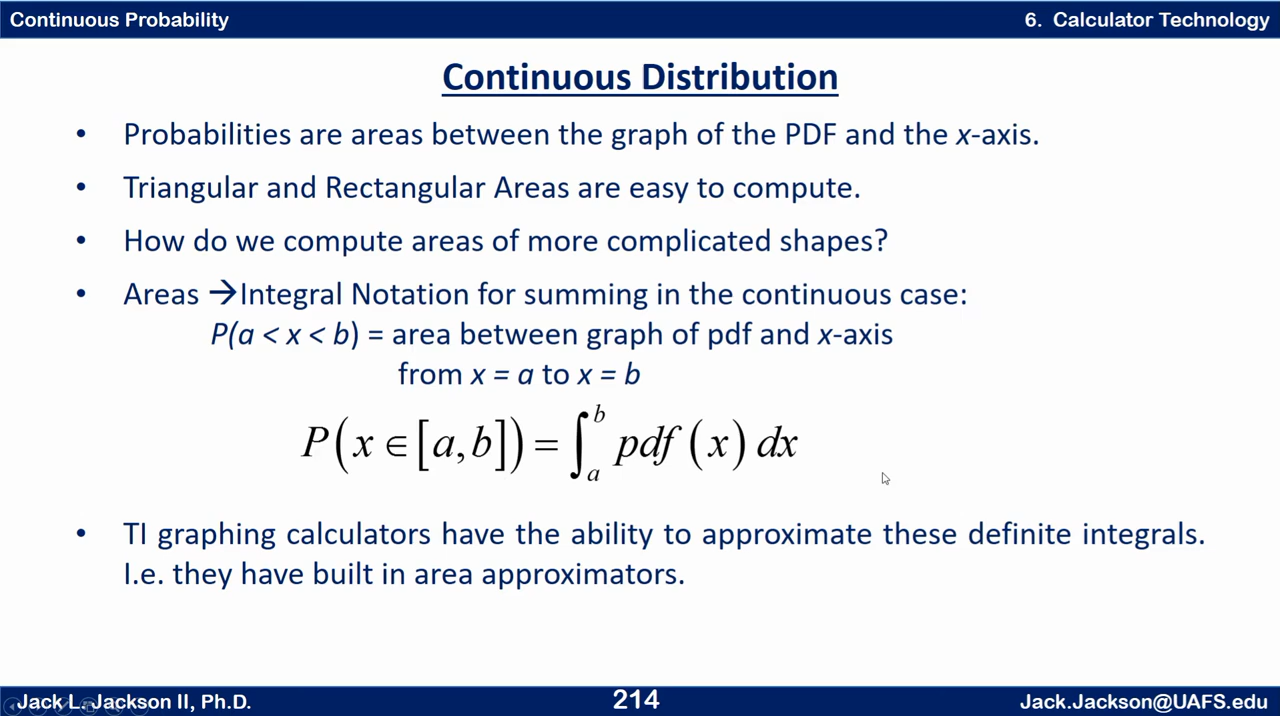 Continuous Probability
6. Calculator Technology
Continuous Distribution
• Probabilities are areas between the graph of the PDF and the x-axis.
• Triangular and Rectangular Areas are easy to compute.
• How do we compute areas of more complicated shapes?
• Areas →Integral Notation for summing in the continuous case:
P(a < x < b) = area between graph of pdf and x-axis
from x = a to x = b
P(x ∈ [a,b]) = ∫_a^b pdf(x) dx
• TI graphing calculators have the ability to approximate these definite integrals.
I.e. they have built in area approximators.
Jack L. Jackson II, Ph.D.
214
Jack.Jackson@UAFS.edu